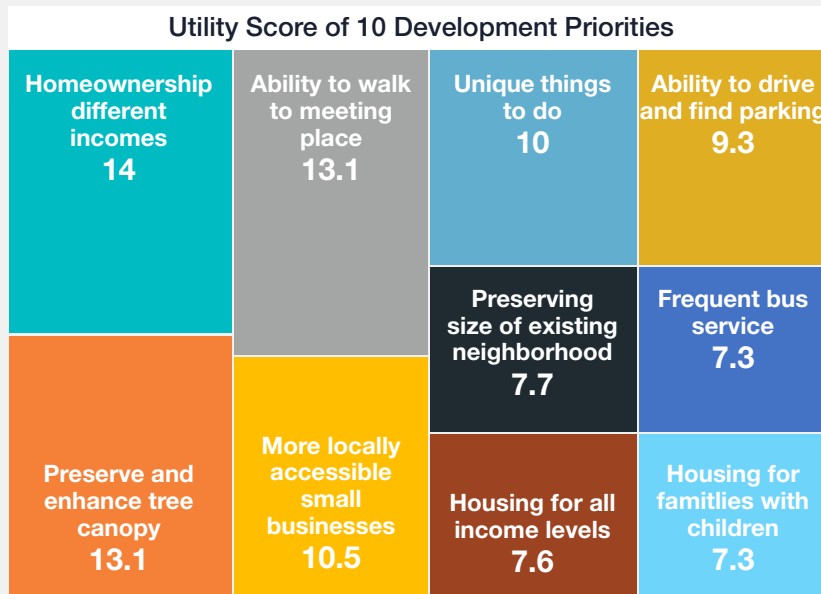 Utility Score of 10 Development Priorities
Homeownership
different
incomes
14
Ability to walk
to meeting
place
13.1
Unique things
to do
10
Ability to drive
and find parking
9.3
Preserving
size of existing
neighborhood
7.7
Frequent bus
service
7.3
Preserve and
enhance tree
canopy
13.1
More locally
accessible
small
businesses
10.5
Housing for all
income levels
7.6
Housing for
famitlies with
children
7.3